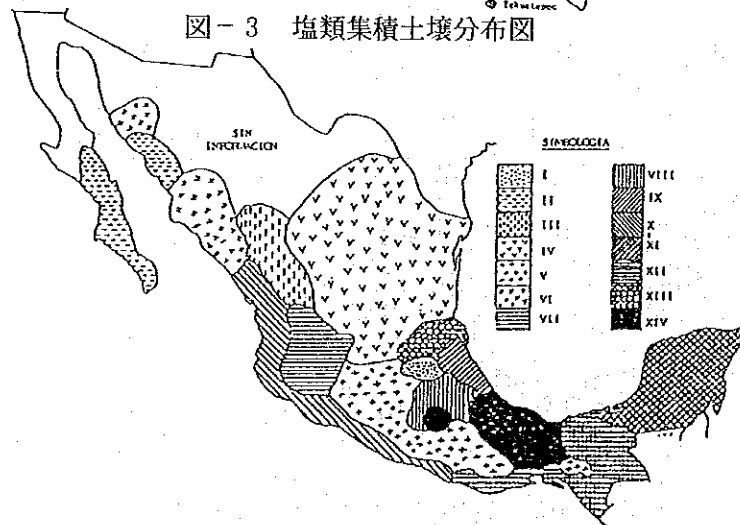 図-3 塩類集積土壌分布図
SIN
INFORMACION
SIMBOLOGIA
I
II
III
IV
V
VI
VII
VIII
IX
X
XI
XII
XIII
XIV